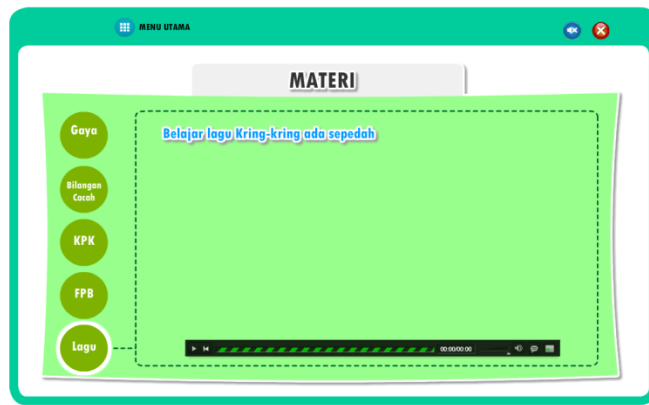 MENU UTAMA
MATERI
Gaya
Belajar lagu Kring-kring ada sepedah
Bilangan
Cacah
KPK
FPB
Lagu
00:00/00:00